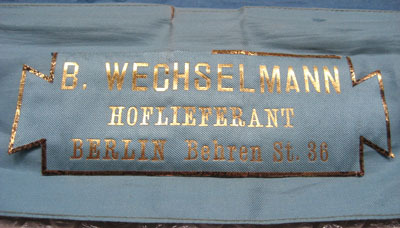 B. WECHSELMANN
HOFLIEFERANT
BERLIN Behren St. 36